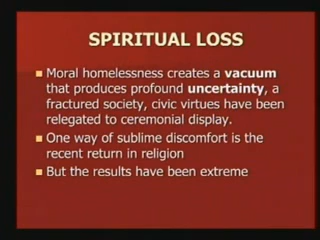 SPIRITUAL LOSS
Moral homelessness creates a vacuum
that produces profound uncertainty, a
fractured society, civic virtues have been
relegated to ceremonial display.
One way of sublime discomfort is the
recent return in religion
But the results have been extreme